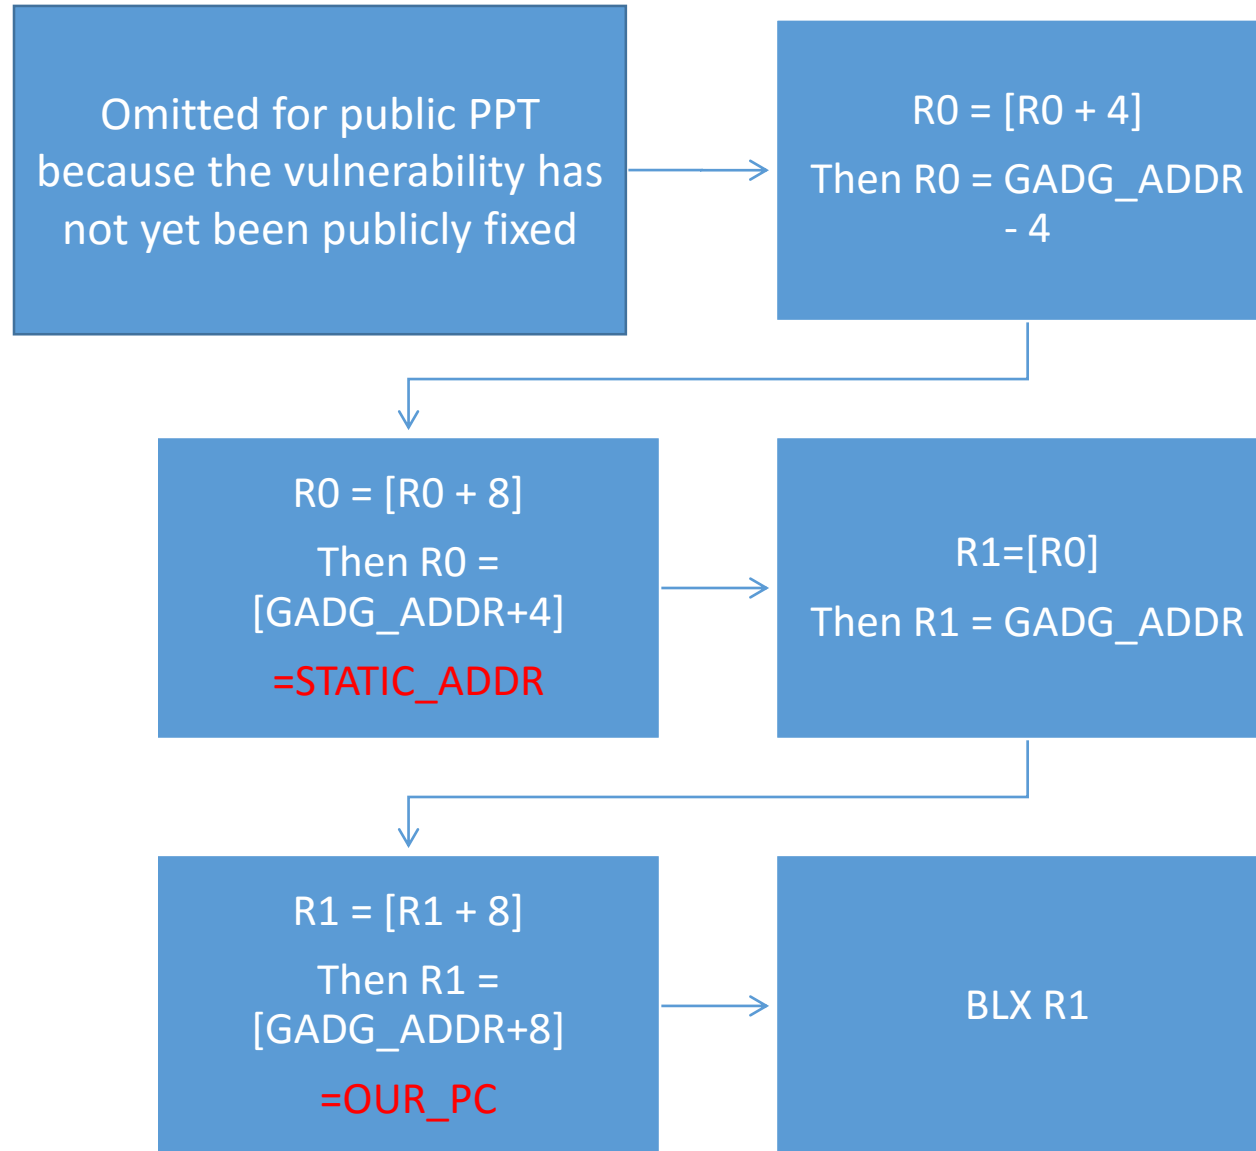 Omitted for public PPT
because the vulnerability has
not yet been publicly fixed
R0 = [R0 + 4]
Then R0 = GADG_ADDR
- 4
R0 = [R0 + 8]
Then R0 =
[GADG_ADDR+4]
=STATIC_ADDR
R1=[R0]
Then R1 = GADG_ADDR
R1 = [R1 + 8]
Then R1 =
[GADG_ADDR+8]
=OUR_PC
BLX R1